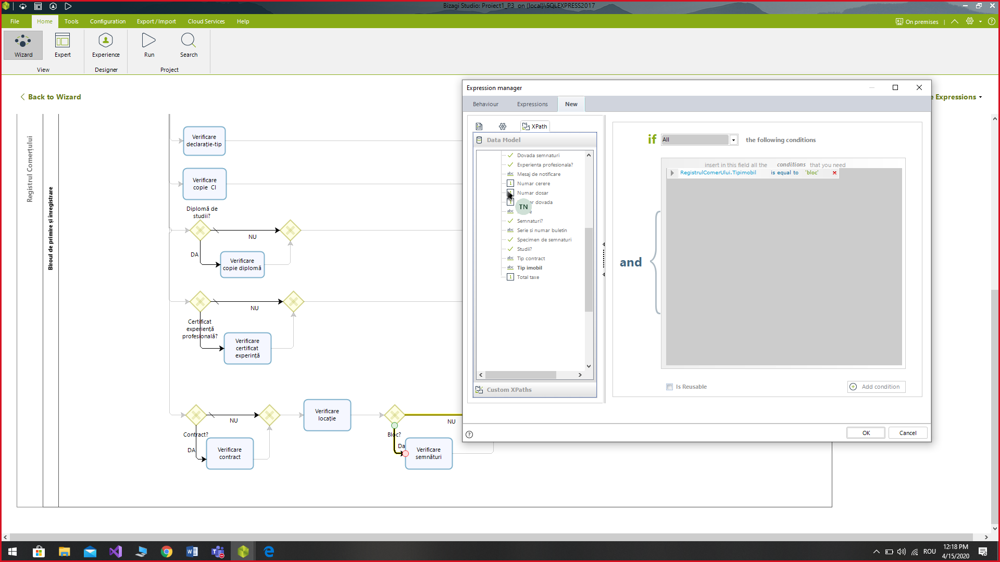 Bizagi Studio: Proiect1_P3 on (local)\SQLEXPRESS2017
File
Home
Tools
Configuration
Export/Import
Cloud Services
Help
On premises
Wizard
Expert
Experience
Run
Search
View
Designer
Project
Back to Wizard
Expressions
Registrul Comerțului
Biroul de primire și înregistrare
Verificare
declarație-tip
Verificare
copie CI
Diplomă de
studii?
NU
DA
Verificare
copie diplomă
NU
Certificat
experiență
profesională?
Verificare
certificat
experință
Contract?
NU
DA
Verificare
contract
Verificare
locație
Bloc?
NU
Da
Verificare
semnături
Expression manager
Behaviour
Expressions
New
XPath
Data Model
Dovada semnaturi
Experienta profesionala?
Mesaj de notificare
Numar cerere
Numar dosar
dovada
TN
Semnaturi?
Serie si numar buletin
Specimen de semnaturi
Studii?
Tip contract
Tip imobil
Total taxe
Custom XPaths
if
All
the following conditions
insert in this field all the conditions that you need
RegistrulComerUlui.Tipimobil is equal to 'bloc'
and
Is Reusable
Add condition
OK
Cancel
ROU
12:18 PM
4/15/2020